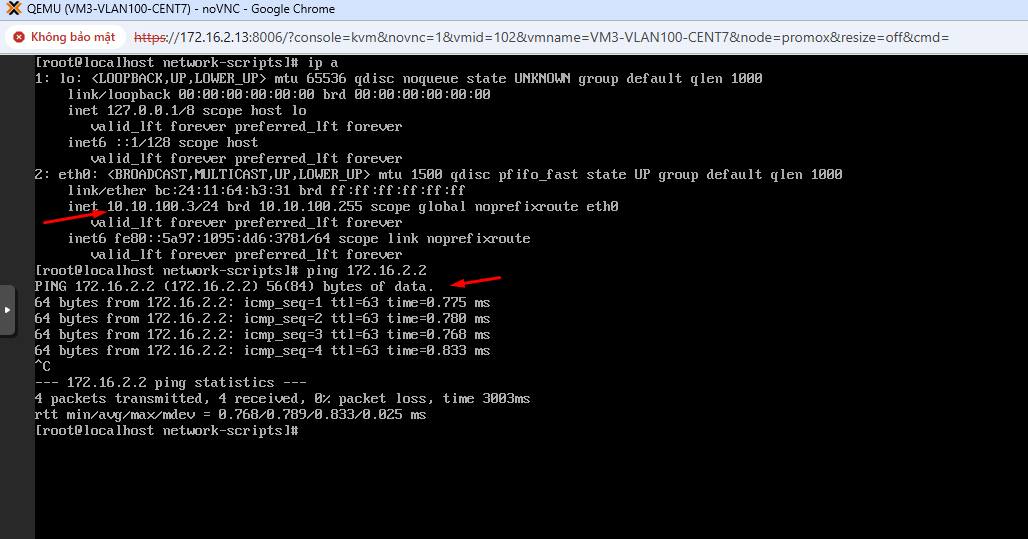 QEMU (VM3-VLAN100-CENT7) - noVNC - Google Chrome
Không bảo mật https://172.16.2.13:8006/?console=kvm&novnc=1&vmid=102&vmname=VM3-VLAN100-CENT7&node=promox&resize=off&cmd=
[root@localhost network-scripts]# ip a
1: lo: <LOOPBACK,UP,LOWER_UP> mtu 65536 qdisc noqueue state UNKNOWN group default qlen 1000
    link/loopback 00:00:00:00:00:00 brd 00:00:00:00:00:00
    inet 127.0.0.1/8 scope host lo
       valid_lft forever preferred_lft forever
    inet6 ::1/128 scope host
       valid_lft forever preferred_lft forever
2: eth0: <BROADCAST,MULTICAST,UP,LOWER_UP> mtu 1500 qdisc pfifo_fast state UP group default qlen 1000
    link/ether bc:24:11:64:b3:31 brd ff:ff:ff:ff:ff:ff
    inet 10.10.100.3/24 brd 10.10.100.255 scope global noprefixroute eth0
       valid_lft forever preferred_lft forever
    inet6 fe80::5a97:1095:dd6:3781/64 scope link noprefixroute
       valid_lft forever preferred_lft forever
[root@localhost network-scripts]# ping 172.16.2.2
PING 172.16.2.2 (172.16.2.2) 56(84) bytes of data.
64 bytes from 172.16.2.2: icmp_seq=1 ttl=63 time=0.775 ms
64 bytes from 172.16.2.2: icmp_seq=2 ttl=63 time=0.780 ms
64 bytes from 172.16.2.2: icmp_seq=3 ttl=63 time=0.768 ms
64 bytes from 172.16.2.2: icmp_seq=4 ttl=63 time=0.833 ms
^C
--- 172.16.2.2 ping statistics ---
4 packets transmitted, 4 received, 0% packet loss, time 3003ms
rtt min/avg/max/mdev = 0.768/0.789/0.833/0.025 ms
[root@localhost network-scripts]#